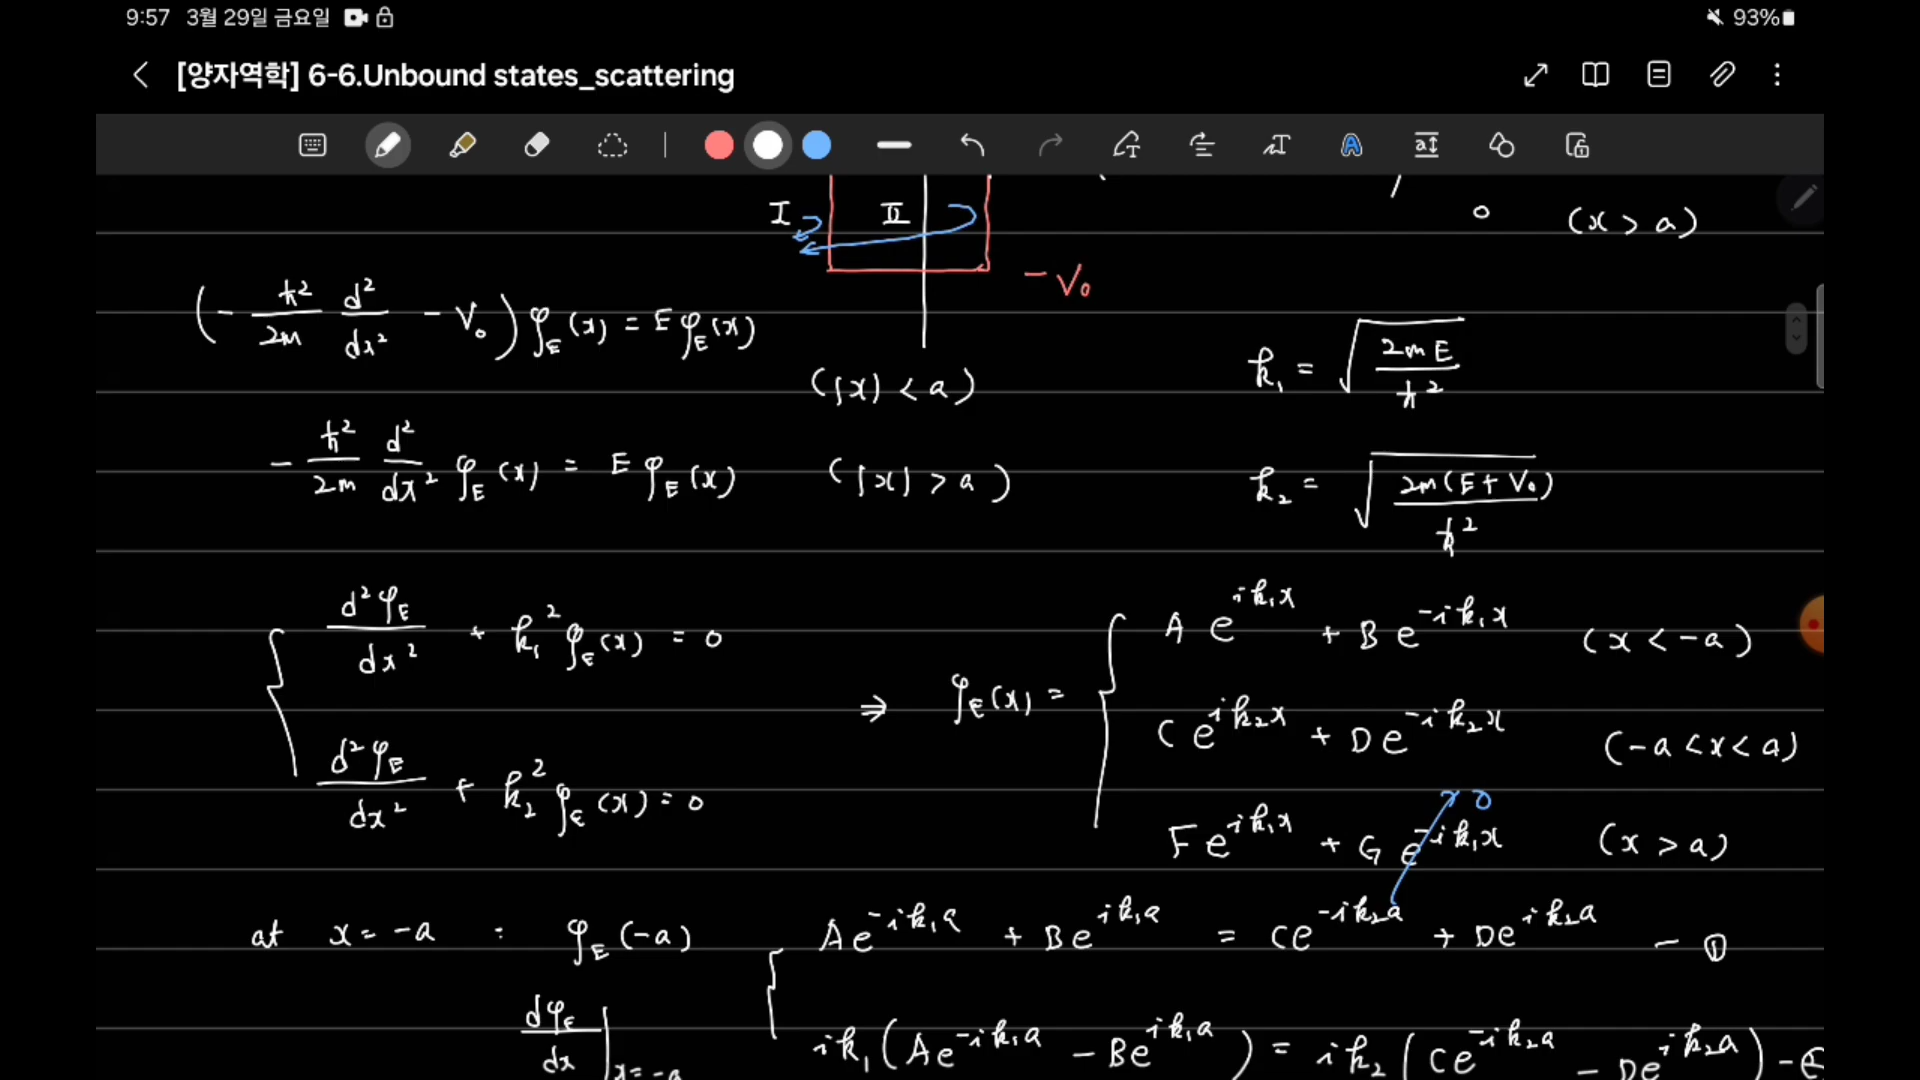 9:57 3월 29일 금요일 93%
[양자역학] 6-6.Unbound states_scattering
I II 0 (x > a)
- V₀
(- ħ²/2m d²/dx² - V₀) φ_E(x) = E φ_E(x)
(|x| < a)
k₁ = √(2mE/ħ²)
- ħ²/2m d²/dx² φ_E(x) = E φ_E(x) (|x| > a)
k₂ = √(2m(E + V₀)/ħ²)
d²φ_E/dx² + k₁² φ_E(x) = 0
d²φ_E/dx² + k₂² φ_E(x) = 0
⇒ φ_E(x) =
A e^{ik₁x} + B e^{-ik₁x} (x < -a)
C e^{ik₂x} + D e^{-ik₂x} (-a < x < a)
0
F e^{ik₁x} + G e^{-ik₁x} (x > a)
at x = -a : φ_E(-a) A e^{-ik₁a} + B e^{ik₁a} = C e^{-ik₂a} + D e^{ik₂a} - ①
dφ_E/dx |x=-a ik₁(A e^{-ik₁a} - B e^{ik₁a}) = ik₂(C e^{-ik₂a} - D e^{ik₂a}) -